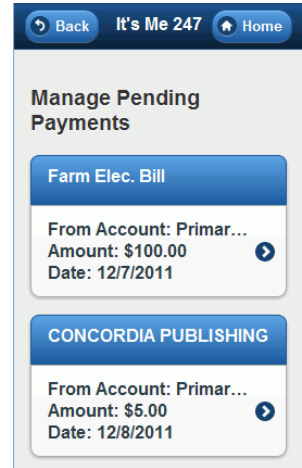 Back It's Me 247 Home
Manage Pending
Payments
Farm Elec. Bill
From Account: Primar...
Amount: $100.00
Date: 12/7/2011
CONCORDIA PUBLISHING
From Account: Primar...
Amount: $5.00
Date: 12/8/2011